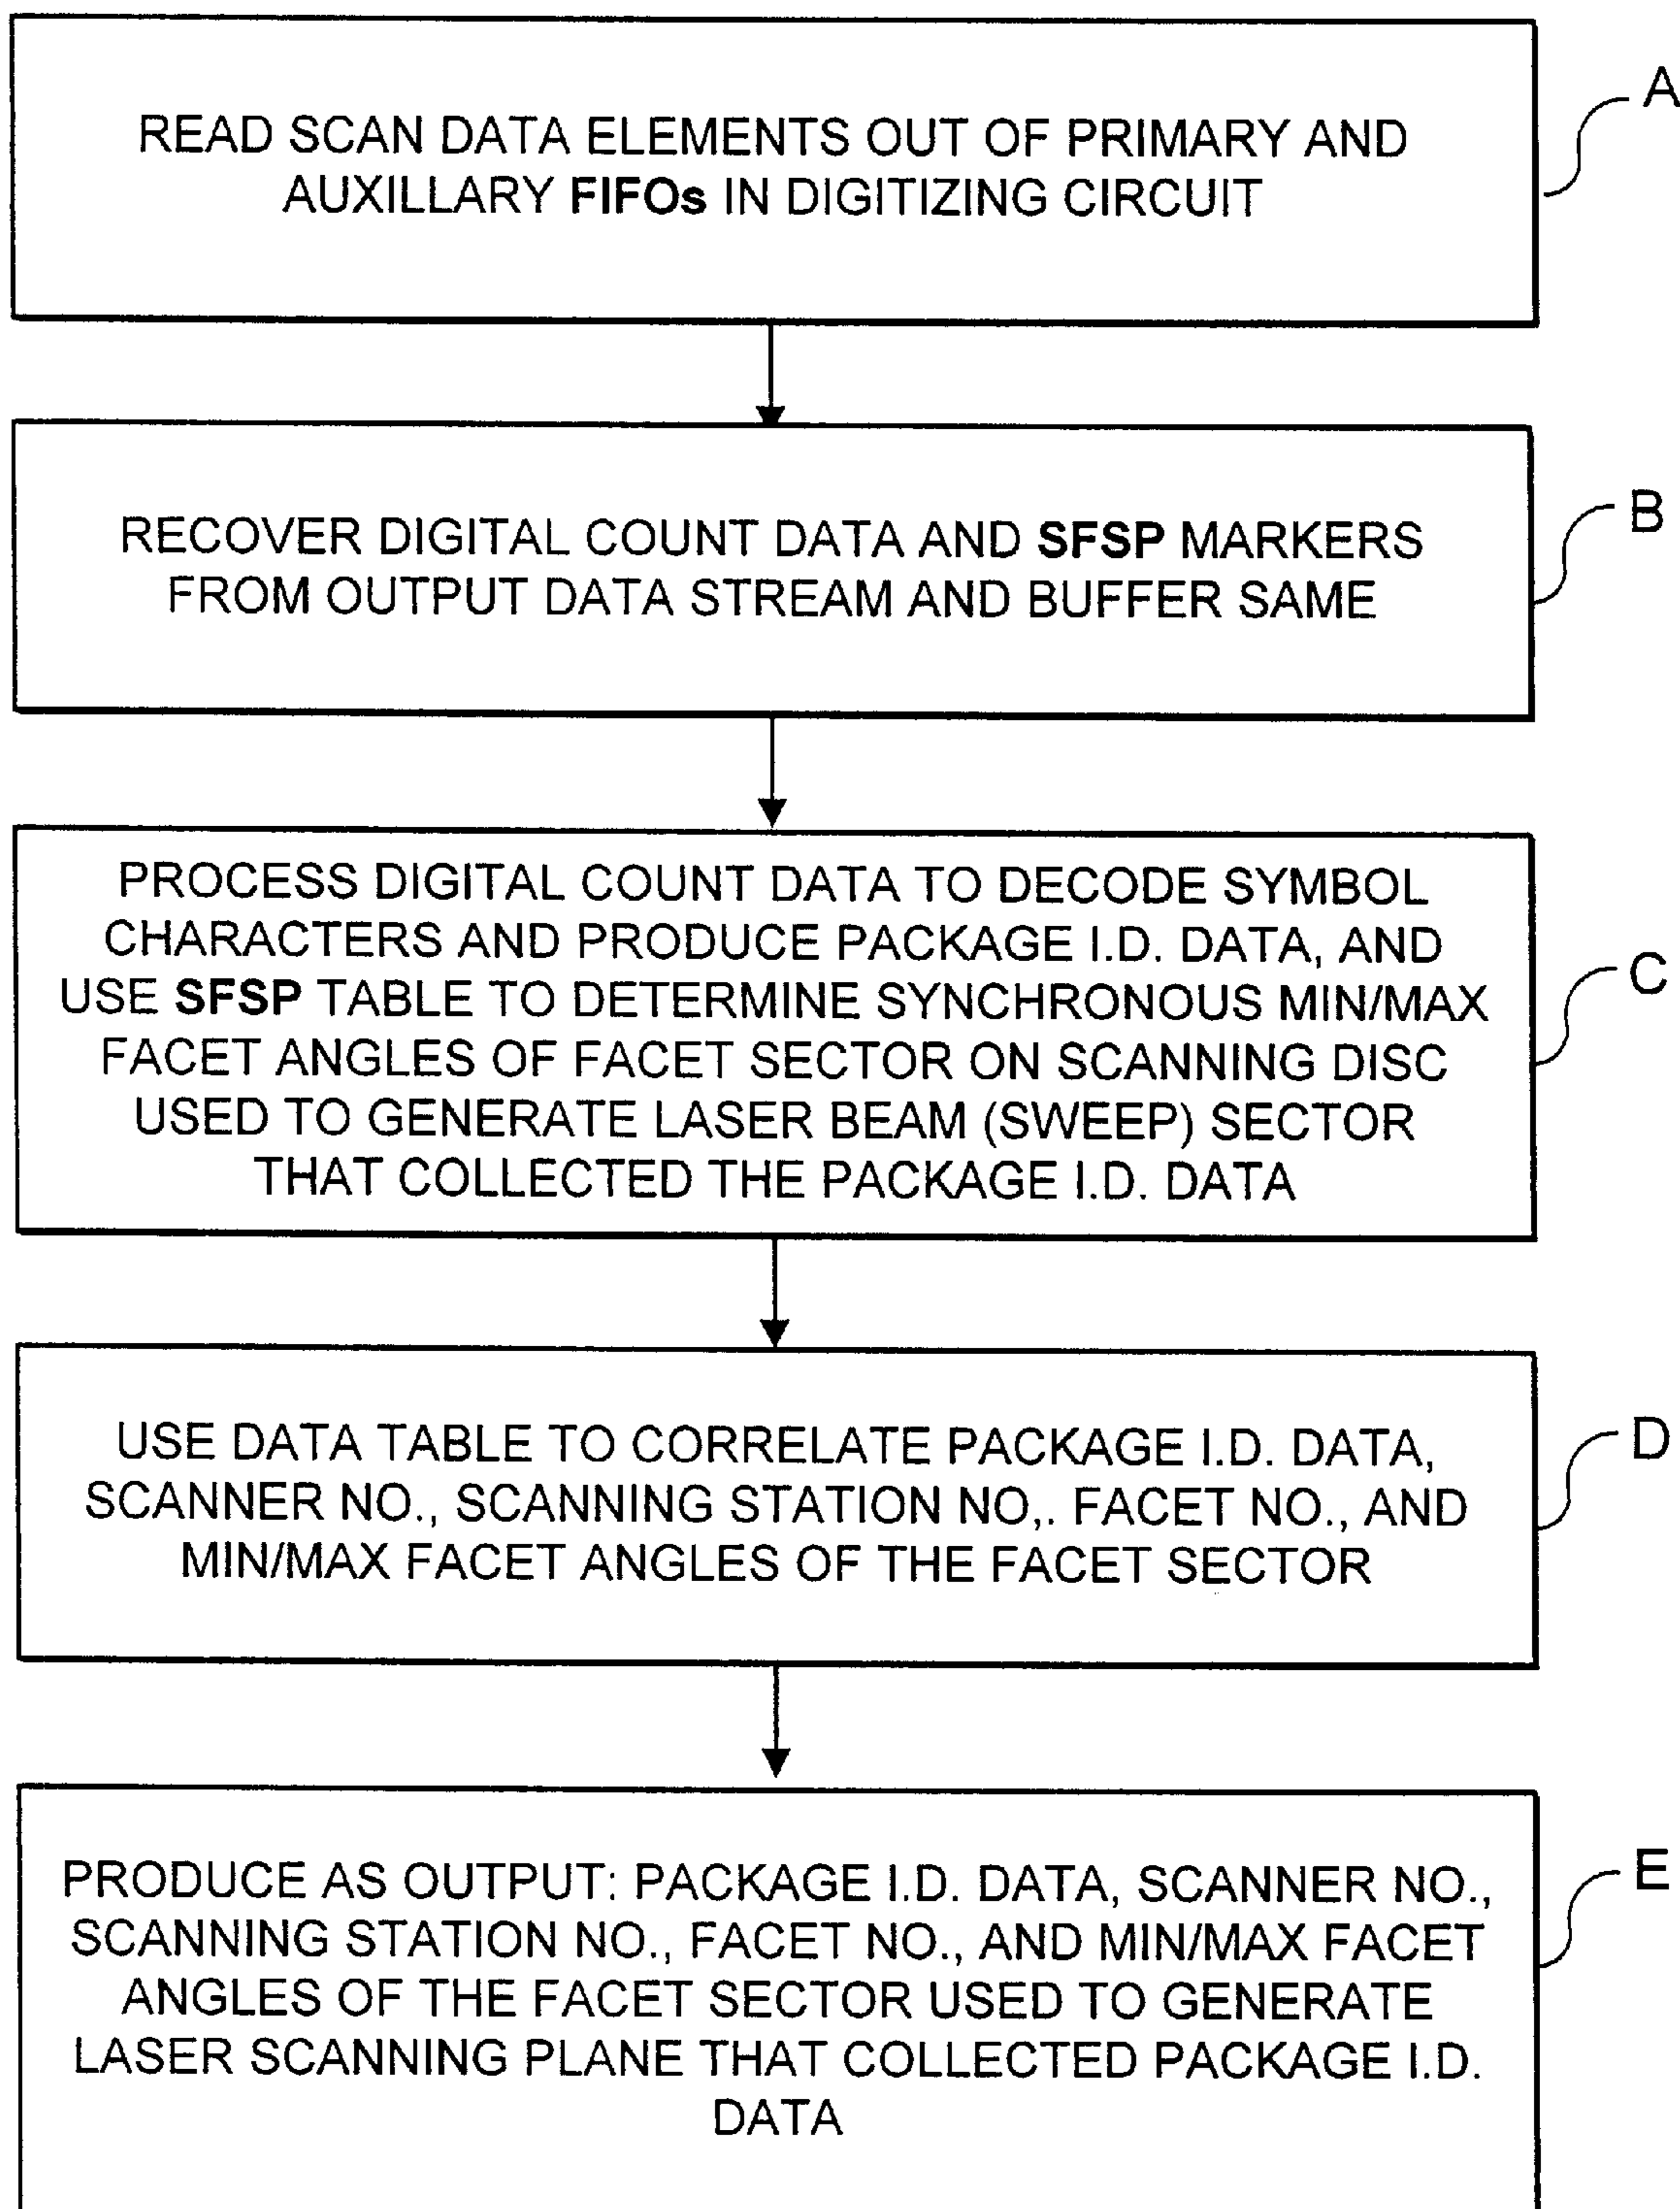 READ SCAN DATA ELEMENTS OUT OF PRIMARY AND
AUXILLARY FIFOs IN DIGITIZING CIRCUIT
A
RECOVER DIGITAL COUNT DATA AND SFSP MARKERS
FROM OUTPUT DATA STREAM AND BUFFER SAME
B
PROCESS DIGITAL COUNT DATA TO DECODE SYMBOL
CHARACTERS AND PRODUCE PACKAGE I.D. DATA, AND
USE SFSP TABLE TO DETERMINE SYNCHRONOUS MIN/MAX
FACET ANGLES OF FACET SECTOR ON SCANNING DISC
USED TO GENERATE LASER BEAM (SWEEP) SECTOR
THAT COLLECTED THE PACKAGE I.D. DATA
C
USE DATA TABLE TO CORRELATE PACKAGE I.D. DATA,
SCANNER NO., SCANNING STATION NO,. FACET NO., AND
MIN/MAX FACET ANGLES OF THE FACET SECTOR
D
PRODUCE AS OUTPUT: PACKAGE I.D. DATA, SCANNER NO.,
SCANNING STATION NO., FACET NO., AND MIN/MAX FACET
ANGLES OF THE FACET SECTOR USED TO GENERATE
LASER SCANNING PLANE THAT COLLECTED PACKAGE I.D.
DATA
E